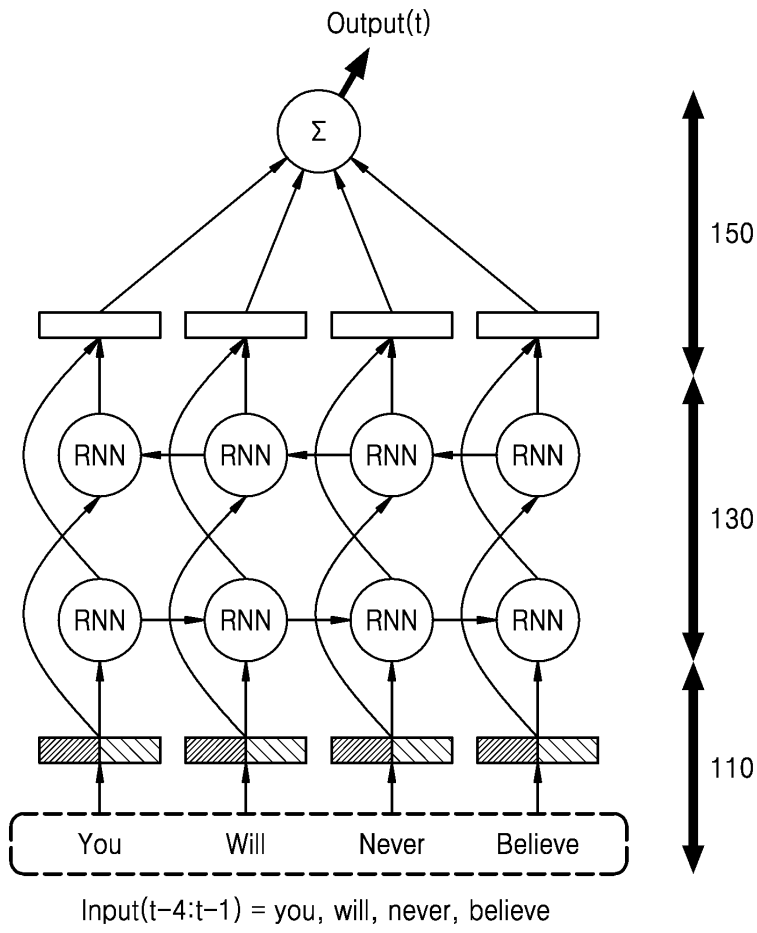 Output(t)
Σ
150
RNN RNN RNN RNN
130
RNN RNN RNN RNN
110
You Will Never Believe
Input(t-4:t-1) = you, will, never, believe